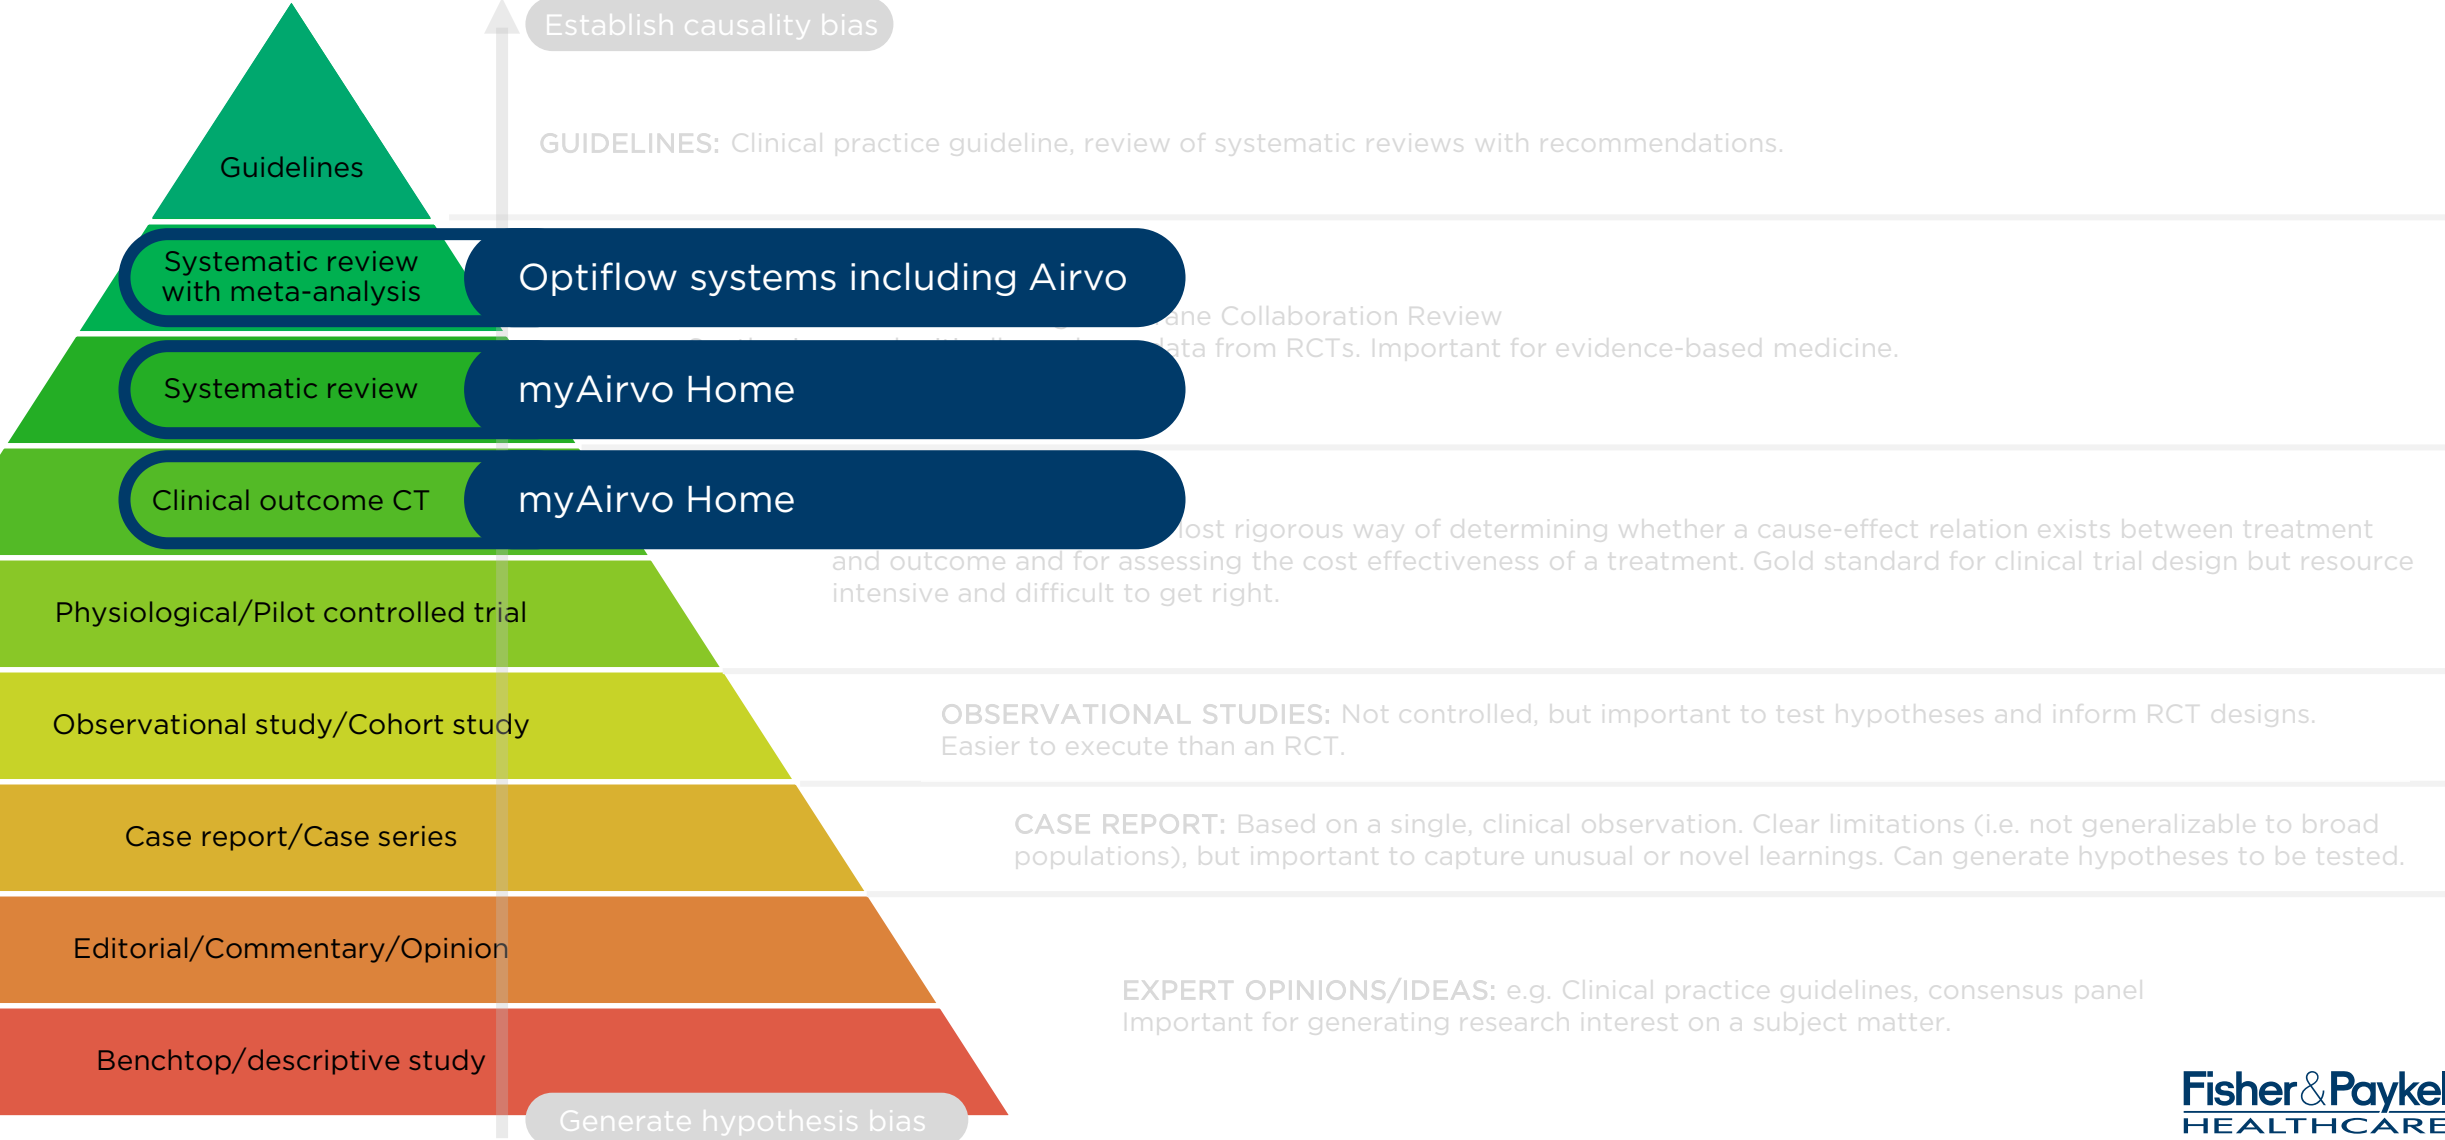 Establish causality bias
Guidelines
GUIDELINES: Clinical practice guideline, review of systematic reviews with recommendations.
Systematic review
with meta-analysis
Optiflow systems including Airvo
Collaboration Review
Systematic review
myAirvo Home
from RCTs. Important for evidence-based medicine.
Clinical outcome CT
myAirvo Home
rigorous way of determining whether a cause-effect relation exists between treatment
and outcome and for assessing the cost effectiveness of a treatment. Gold standard for clinical trial design but resource
intensive and difficult to get right.
Physiological/Pilot controlled trial
Observational study/Cohort study
OBSERVATIONAL STUDIES: Not controlled, but important to test hypotheses and inform RCT designs.
Easier to execute than an RCT.
Case report/Case series
CASE REPORT: Based on a single, clinical observation. Clear limitations (i.e. not generalizable to broad
populations), but important to capture unusual or novel learnings. Can generate hypotheses to be tested.
Editorial/Commentary/Opinion
EXPERT OPINIONS/IDEAS: e.g. Clinical practice guidelines, consensus panel
Important for generating research interest on a subject matter.
Benchtop/descriptive study
Generate hypothesis bias
Fisher&Paykel
HEALTHCARE